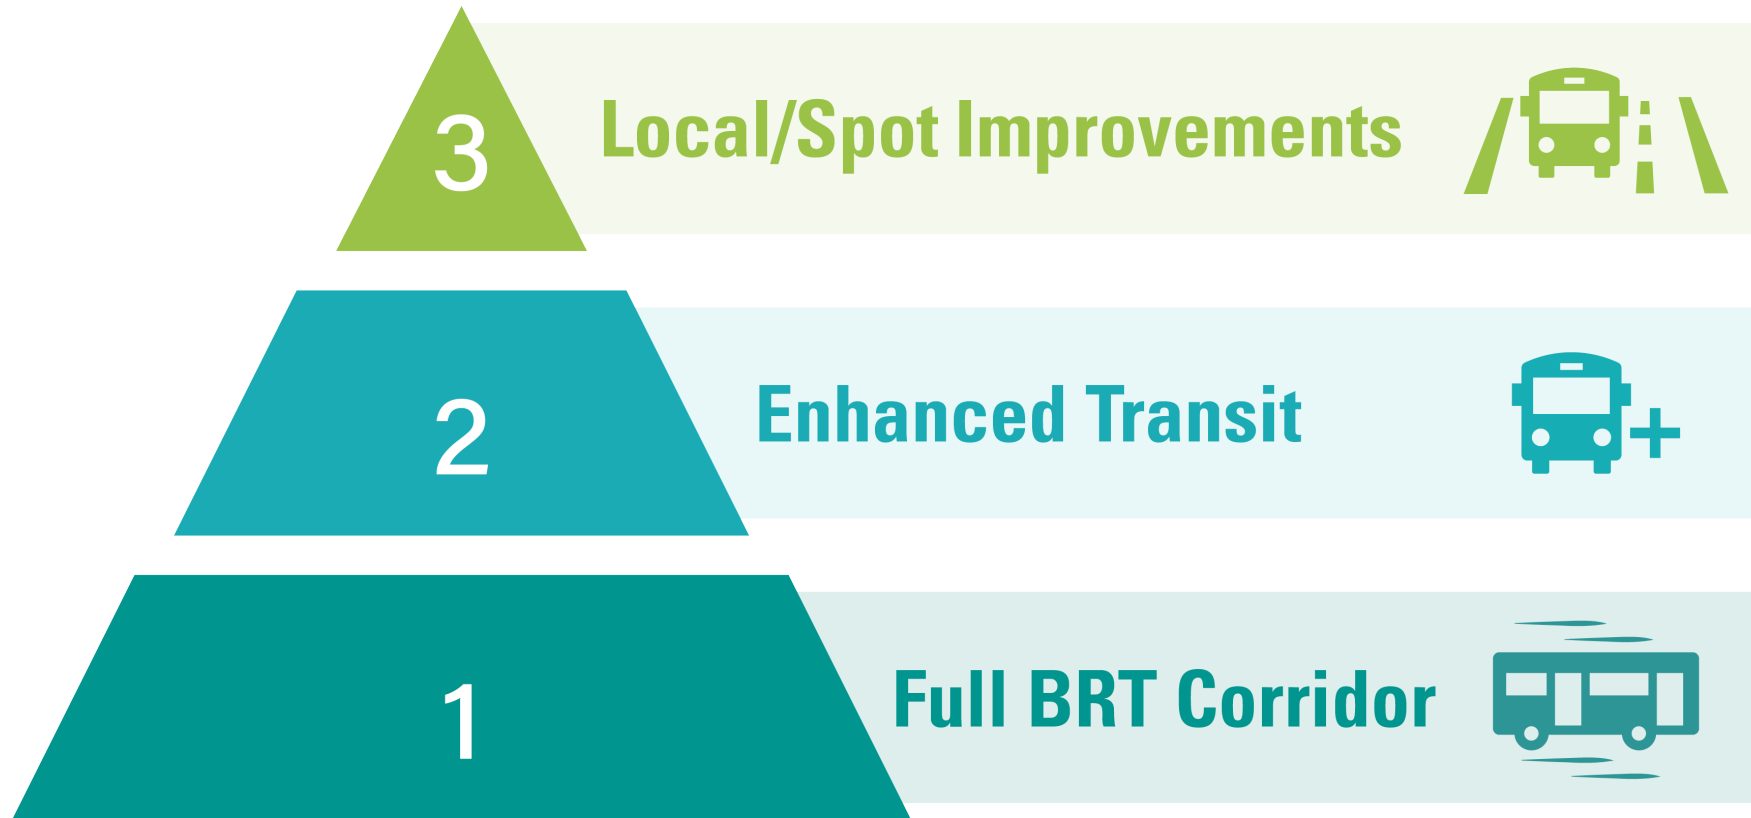 3
Local/Spot Improvements
2
Enhanced Transit
1
Full BRT Corridor